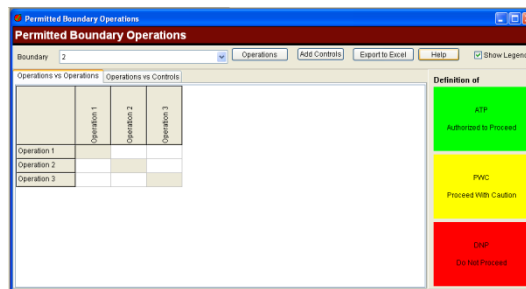 Permitted Boundary Operations
Permitted Boundary Operations
Boundary 2 Operations Add Controls Export to Excel Help Show Legend
Operations vs Operations Operations vs Controls
Definition of
Operation 1 Operation 2 Operation 3
Operation 1
Operation 2
Operation 3
ATP
Authorized to Proceed
PWC
Proceed With Caution
DNP
Do Not Proceed